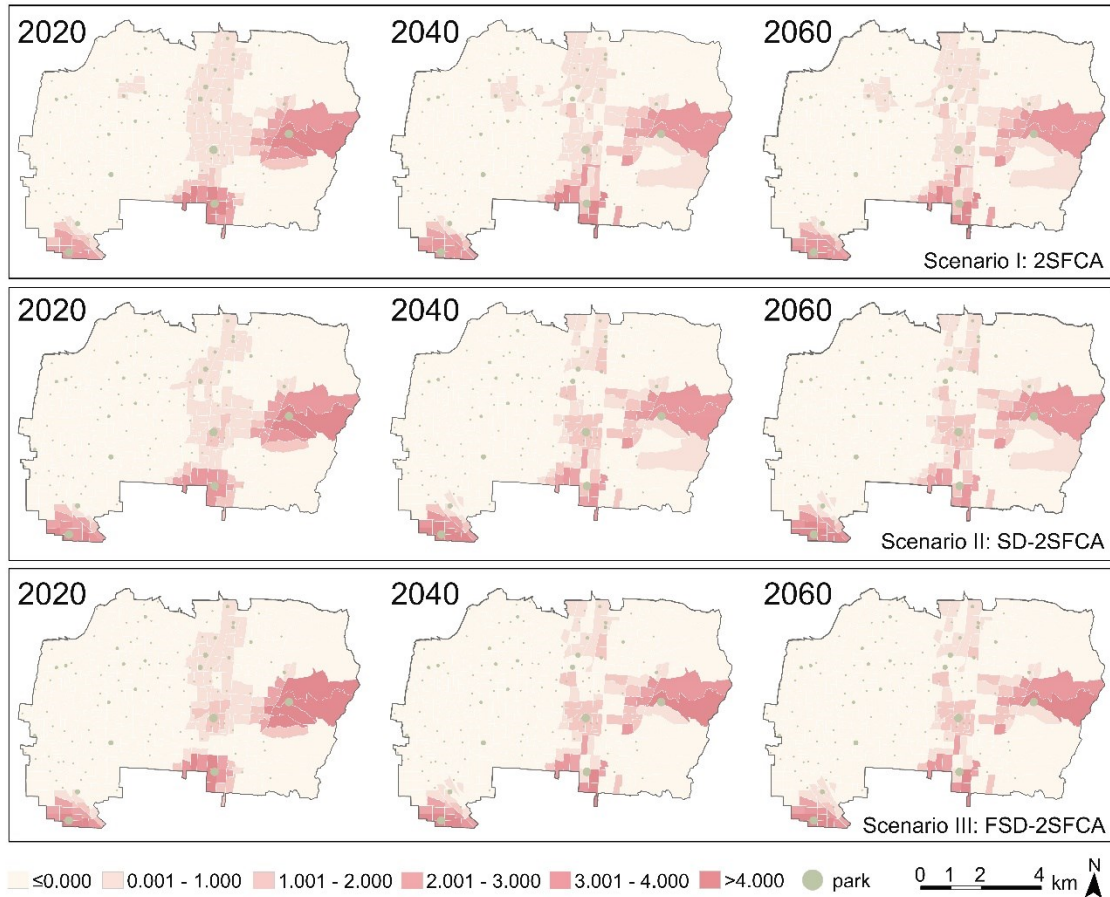 2020 2040 2060
Scenario I: 2SFCA
2020 2040 2060
Scenario II: SD-2SFCA
2020 2040 2060
Scenario III: FSD-2SFCA
≤0.000 0.001 - 1.000 1.001 - 2.000 2.001 - 3.000 3.001 - 4.000 >4.000 park 0 1 2 4 km N